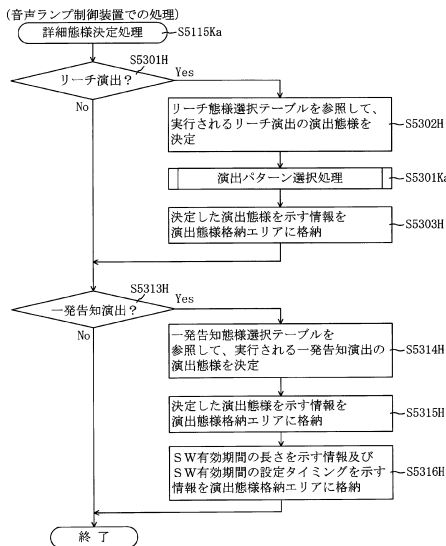 (音声ランプ制御装置での処理)
詳細態様決定処理
S5115Ka
S5301H
リーチ演出?
Yes
No
リーチ態様選択テーブルを参照して、
実行されるリーチ演出の演出態様を
決定
S5302H
演出パターン選択処理
S5301Ka
決定した演出態様を示す情報を
演出態様格納エリアに格納
S5303H
S5313H
一発告知演出?
Yes
No
一発告知態様選択テーブルを
参照して、実行される一発告知演出の
演出態様を決定
S5314H
決定した演出態様を示す情報を
演出態様格納エリアに格納
S5315H
SW有効期間の長さを示す情報及び
SW有効期間の設定タイミングを示す
情報を演出態様格納エリアに格納
S5316H
終了